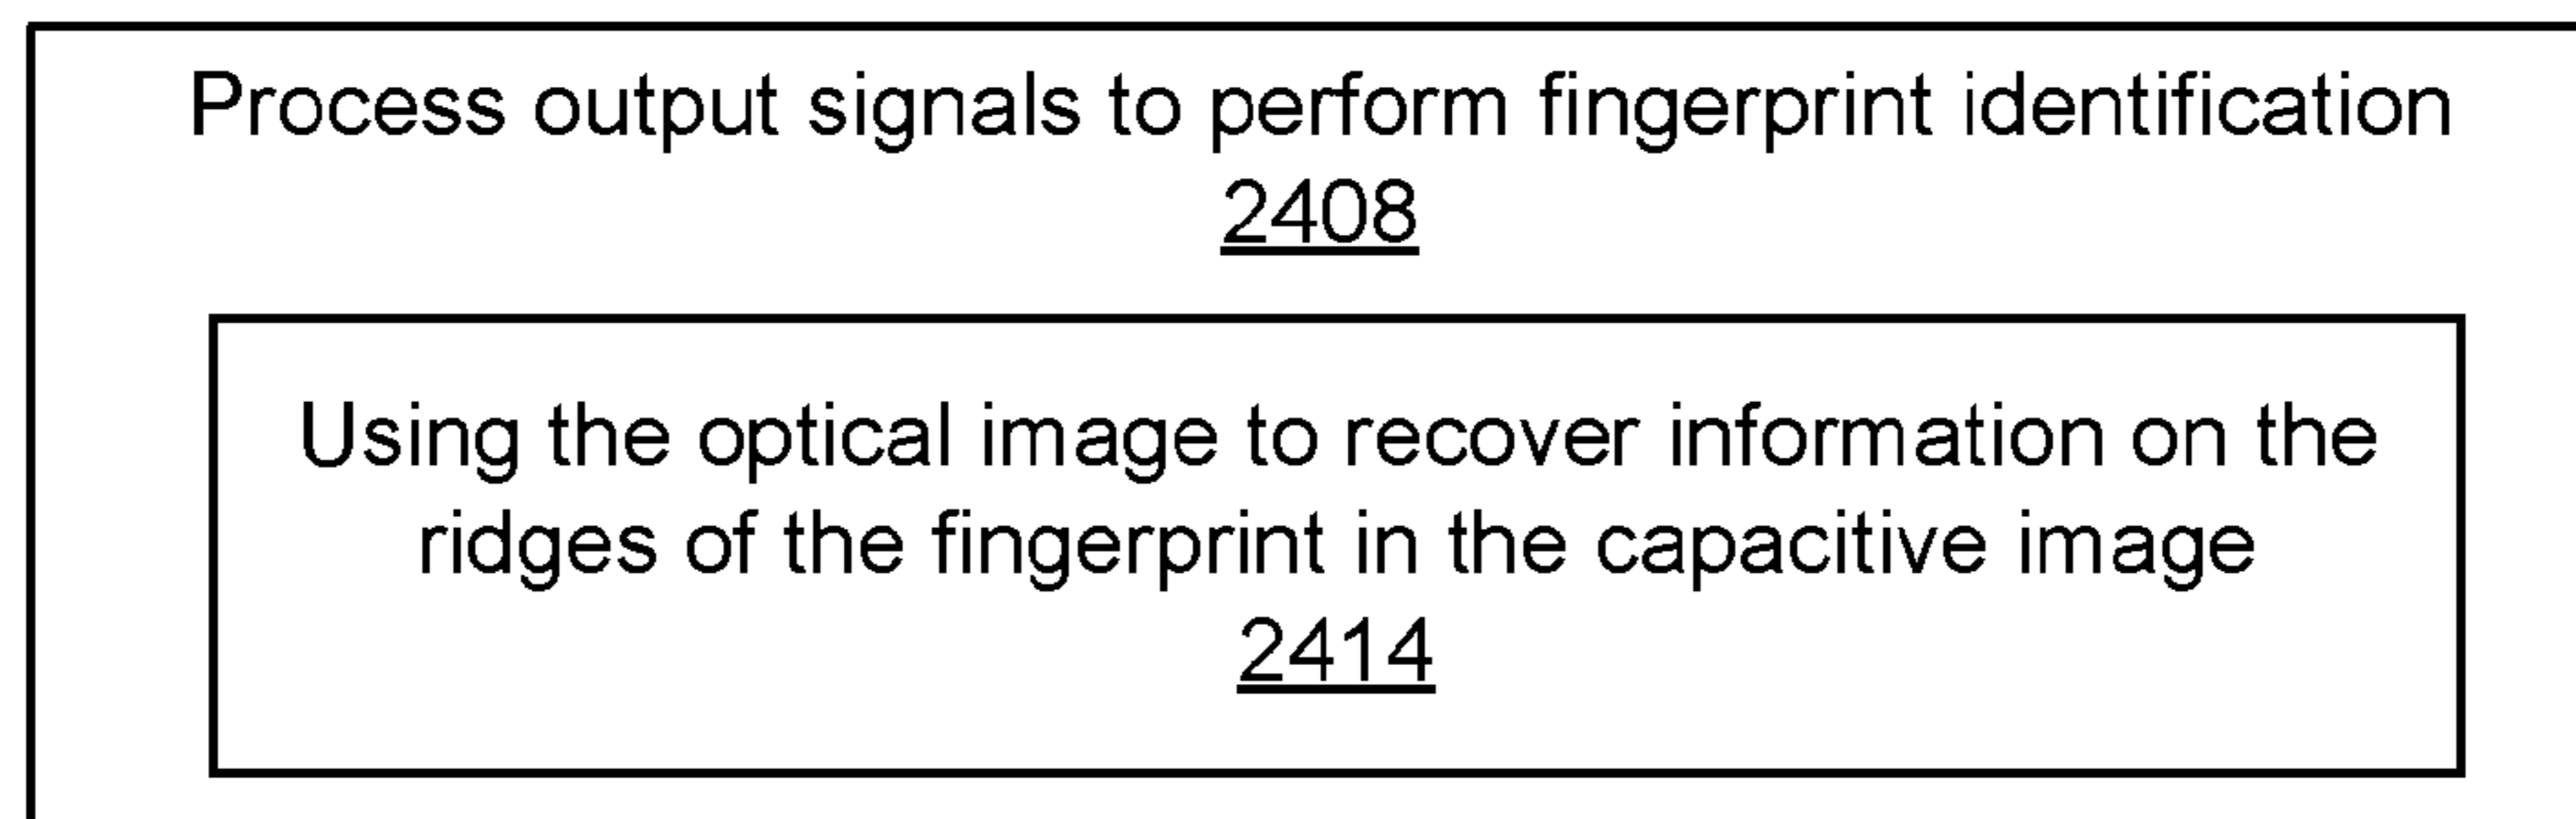 Process output signals to perform fingerprint identification
2408
Using the optical image to recover information on the
ridges of the fingerprint in the capacitive image
2414